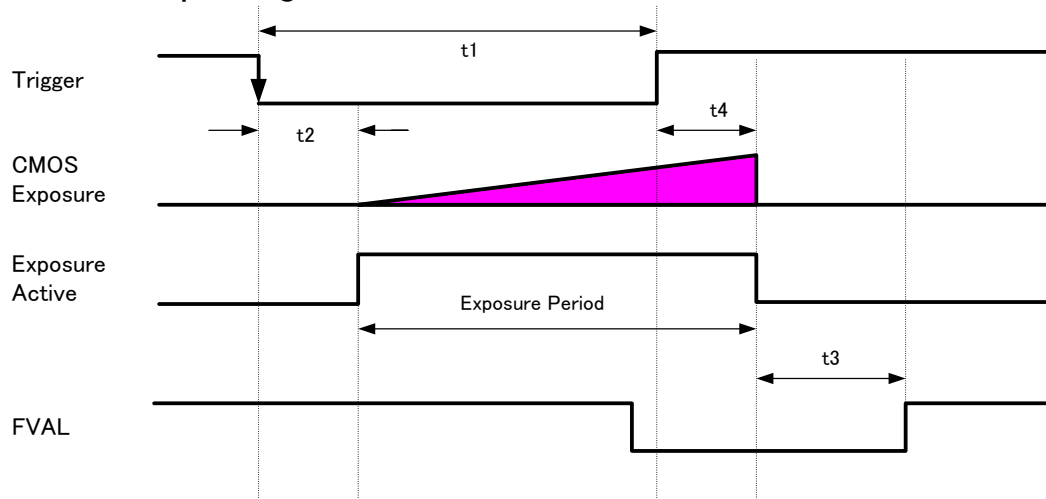 t1
Trigger
t4
t2
CMOS
Exposure
Exposure
Active
Exposure Period
t3
FVAL